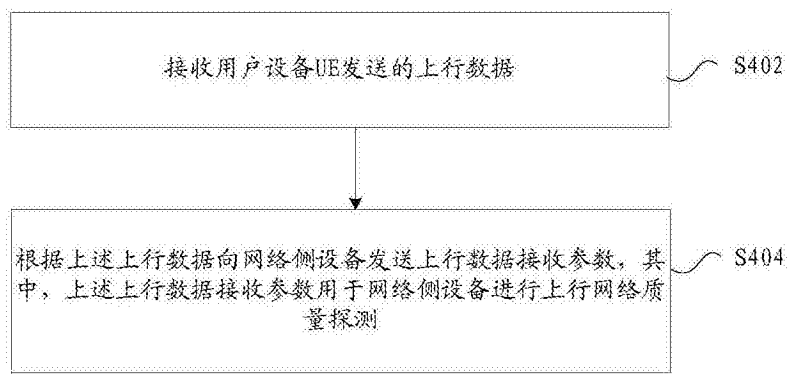 接收用户设备UE发送的上行数据
S402
根据上述上行数据向网络侧设备发送上行数据接收参数，其
中，上述上行数据接收参数用于网络侧设备进行上行网络质
量探测
S404